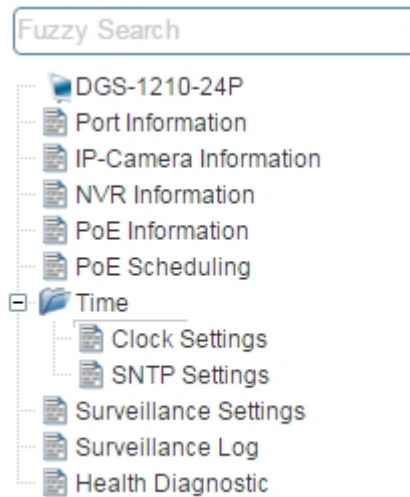 Fuzzy Search
DGS-1210-24P
Port Information
IP-Camera Information
NVR Information
PoE Information
PoE Scheduling
Time
Clock Settings
SNTP Settings
Surveillance Settings
Surveillance Log
Health Diagnostic